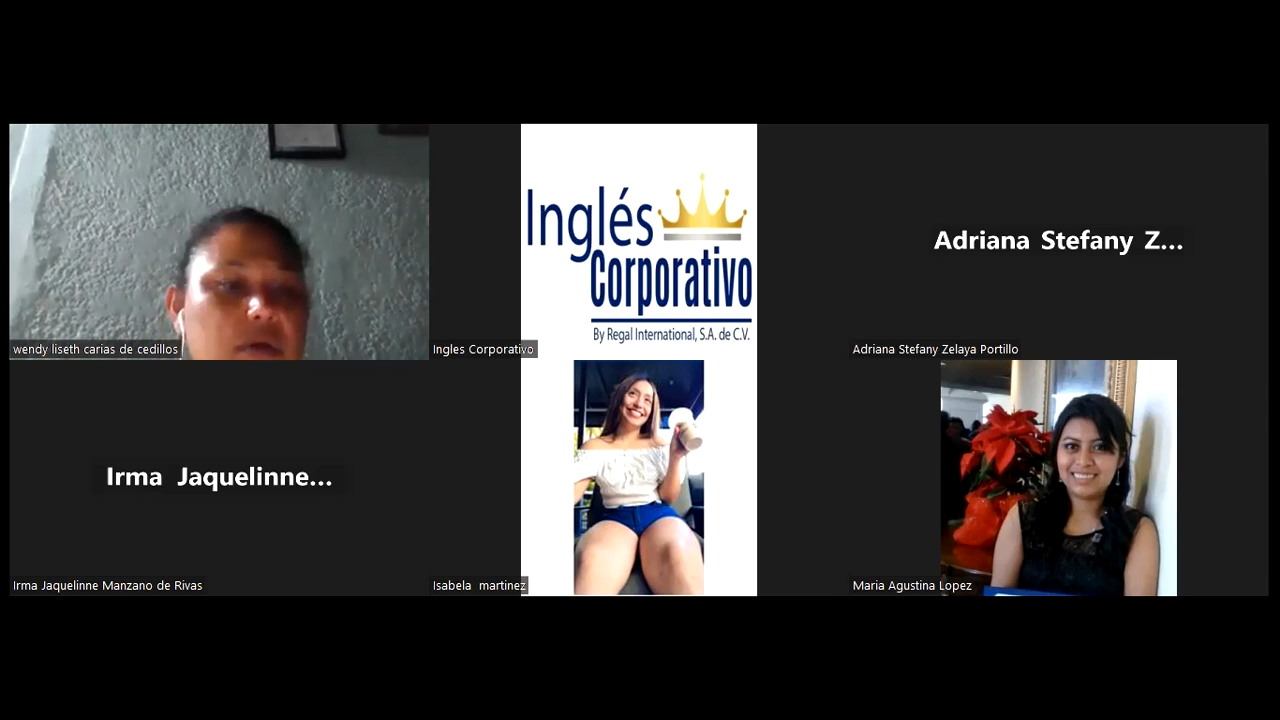 Inglés
Corporativo
By Regal International, S.A. de C.V.
Adriana Stefany Z...
wendy liseth carias de cedillos
Ingles Corporativo
Adriana Stefany Zelaya Portillo
Irma Jaquelinne...
Irma Jaquelinne Manzano de Rivas
Isabela martinez
Maria Agustina Lopez